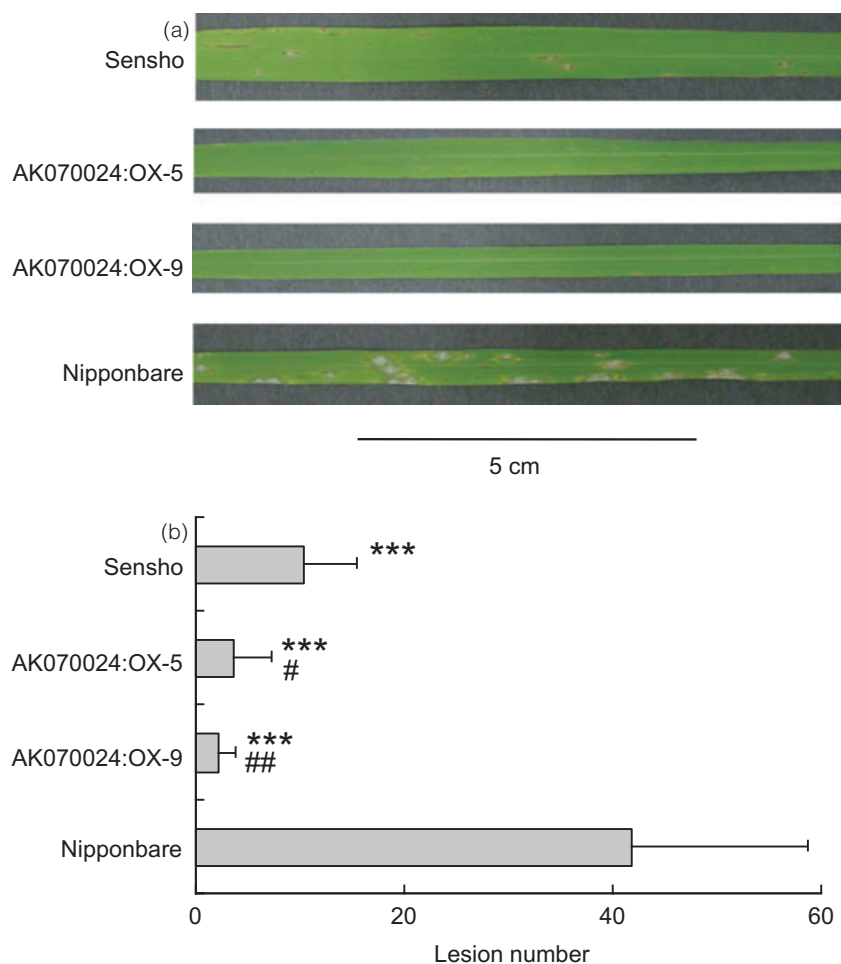 (a)
Sensho
AK070024:OX-5
AK070024:OX-9
Nipponbare
5 cm
(b)
Sensho
***
AK070024:OX-5
***
#
AK070024:OX-9
***
##
Nipponbare
0 20 40 60
Lesion number